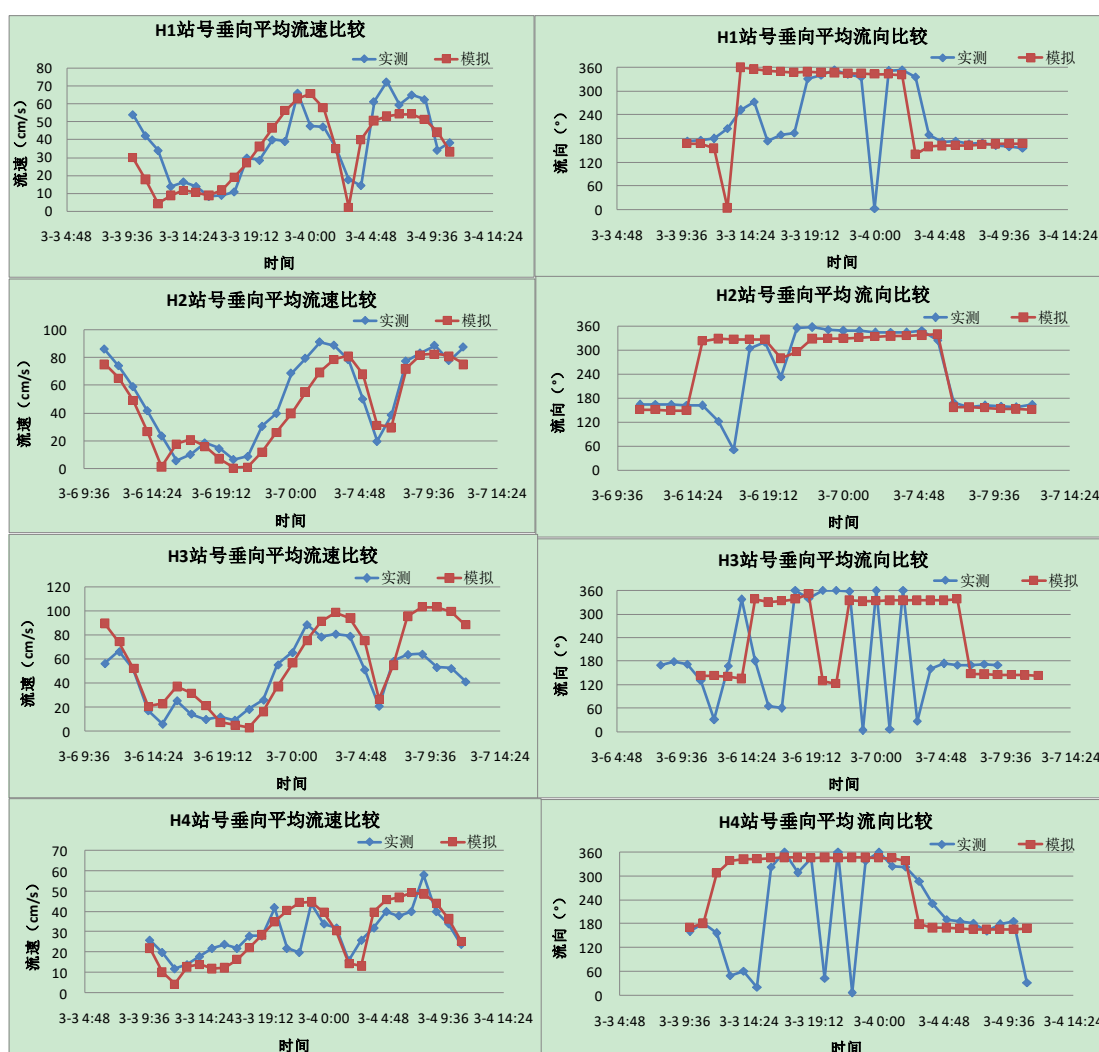 H1站号垂向平均流速比较
实测 模拟
流速（cm/s）
80
70
60
50
40
30
20
10
0
3-3 4:48 3-3 9:36 3-3 14:24 3-3 19:12 3-4 0:00 3-4 4:48 3-4 9:36 3-4 14:24
时间
H1站号垂向平均流向比较
实测 模拟
流向（°）
360
300
240
180
120
60
0
3-3 4:48 3-3 9:36 3-3 14:24 3-3 19:12 3-4 0:00 3-4 4:48 3-4 9:36 3-4 14:24
时间
H2站号垂向平均流速比较
实测 模拟
流速（cm/s）
100
80
60
40
20
0
3-6 9:36 3-6 14:24 3-6 19:12 3-7 0:00 3-7 4:48 3-7 9:36 3-7 14:24
时间
H2站号垂向平均流向比较
实测 模拟
流向（°）
360
300
240
180
120
60
0
3-6 9:36 3-6 14:24 3-6 19:12 3-7 0:00 3-7 4:48 3-7 9:36 3-7 14:24
时间
H3站号垂向平均流速比较
实测 模拟
流速（cm/s）
120
100
80
60
40
20
0
3-6 9:36 3-6 14:24 3-6 19:12 3-7 0:00 3-7 4:48 3-7 9:36 3-7 14:24
时间
H3站号垂向平均流向比较
实测 模拟
流向（°）
360
300
240
180
120
60
0
3-6 4:48 3-6 9:36 3-6 14:24 3-6 19:12 3-7 0:00 3-7 4:48 3-7 9:36 3-7 14:24
时间
H4站号垂向平均流速比较
实测 模拟
流速（cm/s）
70
60
50
40
30
20
10
0
3-3 4:48 3-3 9:36 3-3 14:24 3-3 19:12 3-4 0:00 3-4 4:48 3-4 9:36 3-4 14:24
时间
H4站号垂向平均流向比较
实测 模拟
流向（°）
360
300
240
180
120
60
0
3-3 4:48 3-3 9:36 3-3 14:24 3-3 19:12 3-4 0:00 3-4 4:48 3-4 9:36 3-4 14:24
时间